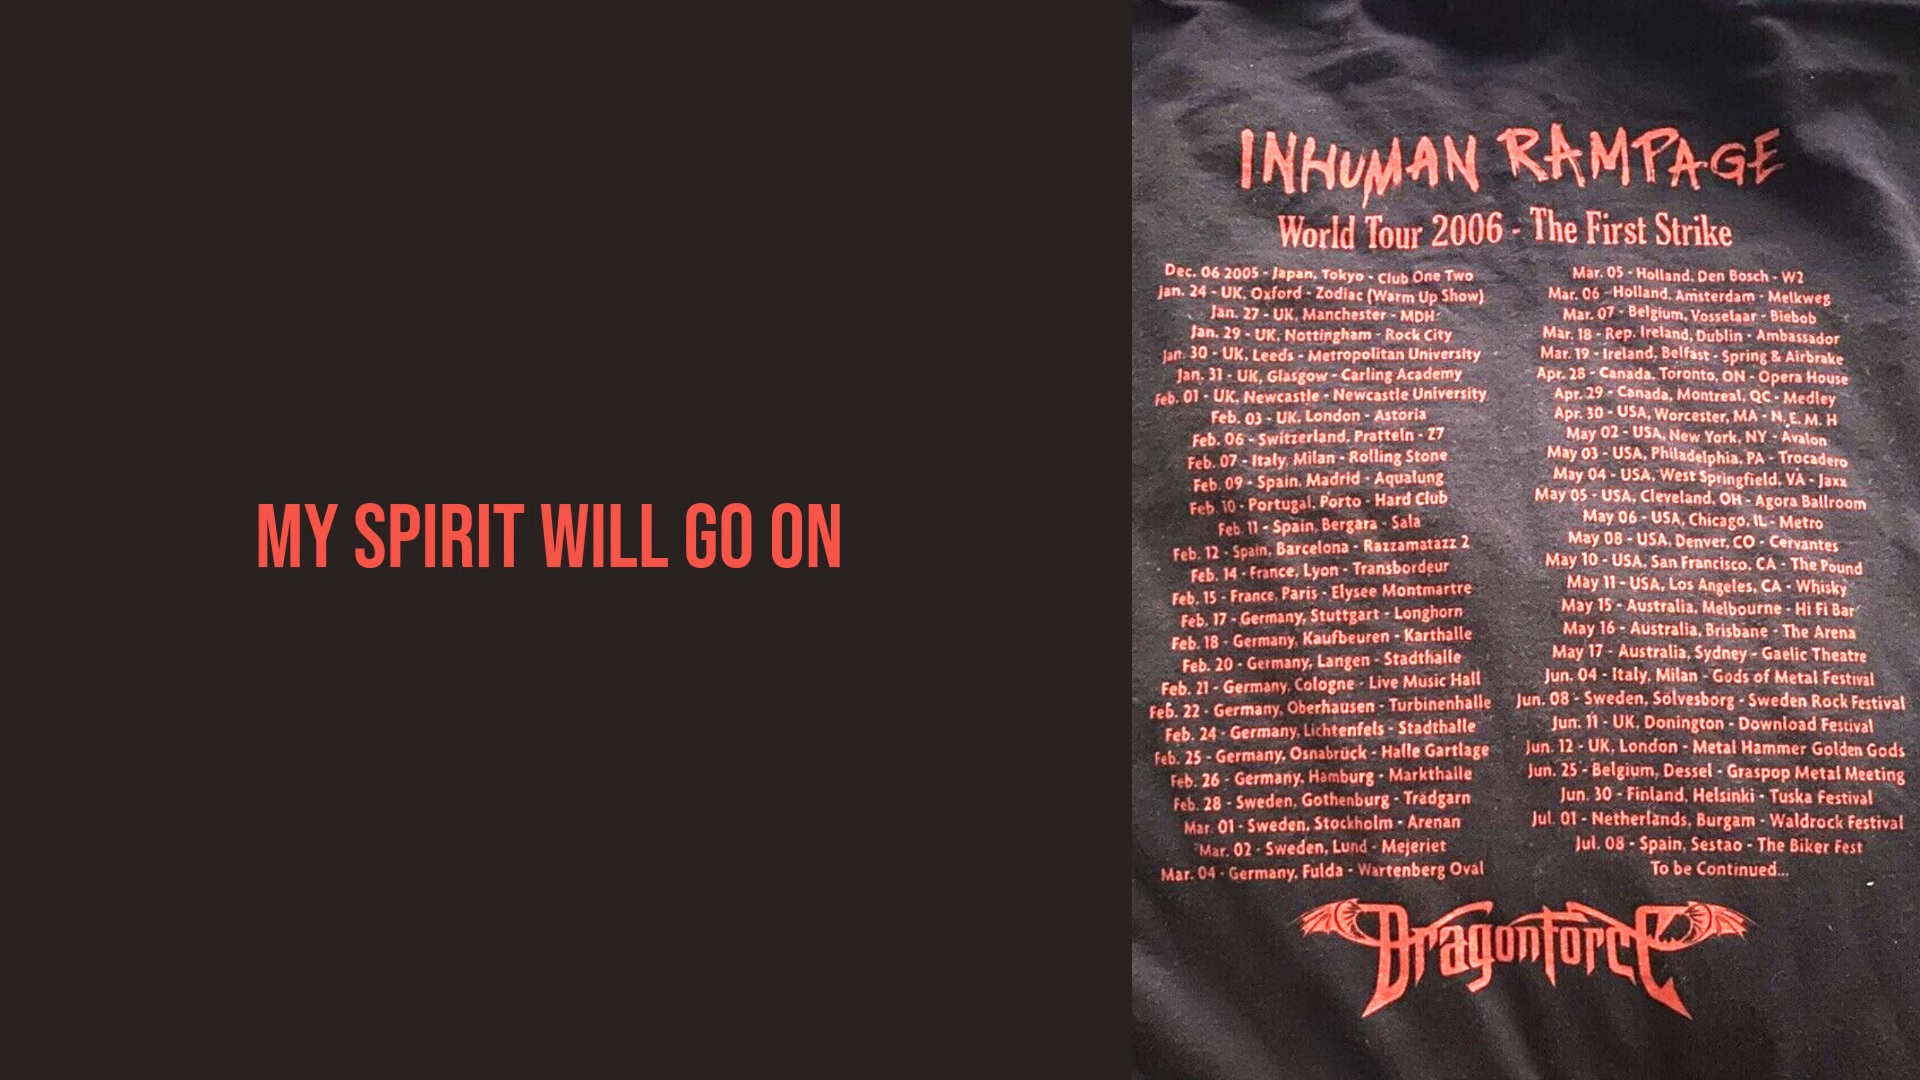 MY SPIRIT WILL GO ON
INHUMAN RAMPAGE
World Tour 2006 - The First Strike
Dec. 06 2005 - Japan, Tokyo - Club One Two
Jan. 24 - UK, Oxford - Zodiac (Warm Up Show)
Jan. 27 - UK, Manchester - MDH
Jan. 29 - UK, Nottingham - Rock City
Jan. 30 - UK, Leeds - Metropolitan University
Jan. 31 - UK, Glasgow - Carling Academy
Feb. 01 - UK, Newcastle - Newcastle University
Feb. 03 - UK, London - Astoria
Feb. 06 - Switzerland, Pratteln - Z7
Feb. 07 - Italy, Milan - Rolling Stone
Feb. 09 - Spain, Madrid - Aqualung
Feb. 10 - Portugal, Porto - Hard Club
Feb. 11 - Spain, Bergara - Sala
Feb. 12 - Spain, Barcelona - Razzamatazz 2
Feb. 14 - France, Lyon - Transbordeur
Feb. 15 - France, Paris - Elysee Montmartre
Feb. 17 - Germany, Stuttgart - Longhorn
Feb. 18 - Germany, Kaufbeuren - Karthalle
Feb. 20 - Germany, Langen - Stadthalle
Feb. 21 - Germany, Cologne - Live Music Hall
Feb. 22 - Germany, Oberhausen - Turbinenhalle
Feb. 24 - Germany, Lichtenfels - Stadthalle
Feb. 25 - Germany, Osnabrück - Halle Gartlage
Feb. 26 - Germany, Hamburg - Markthalle
Feb. 28 - Sweden, Gothenburg - Tradgarn
Mar. 01 - Sweden, Stockholm - Arenan
Mar. 02 - Sweden, Lund - Mejeriet
Mar. 04 - Germany, Fulda - Wartenberg Oval
Mar. 05 - Holland, Den Bosch - W2
Mar. 06 - Holland, Amsterdam - Melkweg
Mar. 07 - Belgium, Vosselaar - Biebob
Mar. 18 - Rep. Ireland, Dublin - Ambassador
Mar. 19 - Ireland, Belfast - Spring & Airbrake
Apr. 28 - Canada, Toronto, ON - Opera House
Apr. 29 - Canada, Montreal, QC - Medley
Apr. 30 - USA, Worcester, MA - N.E.M.H
May 02 - USA, New York, NY - Avalon
May 03 - USA, Philadelphia, PA - Trocadero
May 04 - USA, West Springfield, VA - Jaxx
May 05 - USA, Cleveland, OH - Agora Ballroom
May 06 - USA, Chicago, IL - Metro
May 08 - USA, Denver, CO - Cervantes
May 10 - USA, San Francisco, CA - The Pound
May 11 - USA, Los Angeles, CA - Whisky
May 15 - Australia, Melbourne - Hi Fi Bar
May 16 - Australia, Brisbane - The Arena
May 17 - Australia, Sydney - Gaelic Theatre
Jun. 04 - Italy, Milan - Gods of Metal Festival
Jun. 08 - Sweden, Sölvesborg - Sweden Rock Festival
Jun. 11 - UK, Donington - Download Festival
Jun. 12 - UK, London - Metal Hammer Golden Gods
Jun. 25 - Belgium, Dessel - Graspop Metal Meeting
Jun. 30 - Finland, Helsinki - Tuska Festival
Jul. 01 - Netherlands, Burgam - Waldrock Festival
Jul. 08 - Spain, Sestao - The Biker Fest
To be Continued...
DragonForce